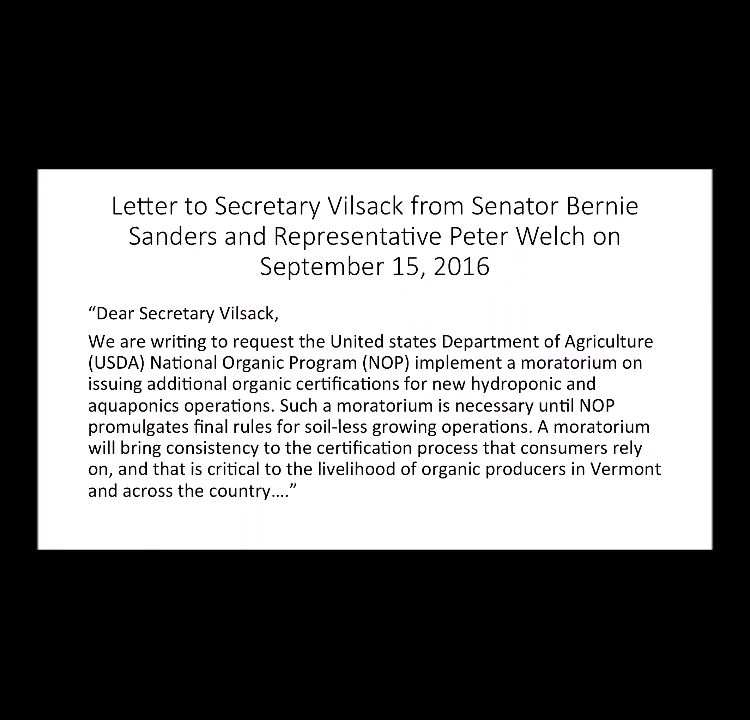 Letter to Secretary Vilsack from Senator Bernie
Sanders and Representative Peter Welch on
September 15, 2016
“Dear Secretary Vilsack,
We are writing to request the United states Department of Agriculture
(USDA) National Organic Program (NOP) implement a moratorium on
issuing additional organic certifications for new hydroponic and
aquaponics operations. Such a moratorium is necessary until NOP
promulgates final rules for soil-less growing operations. A moratorium
will bring consistency to the certification process that consumers rely
on, and that is critical to the livelihood of organic producers in Vermont
and across the country....”